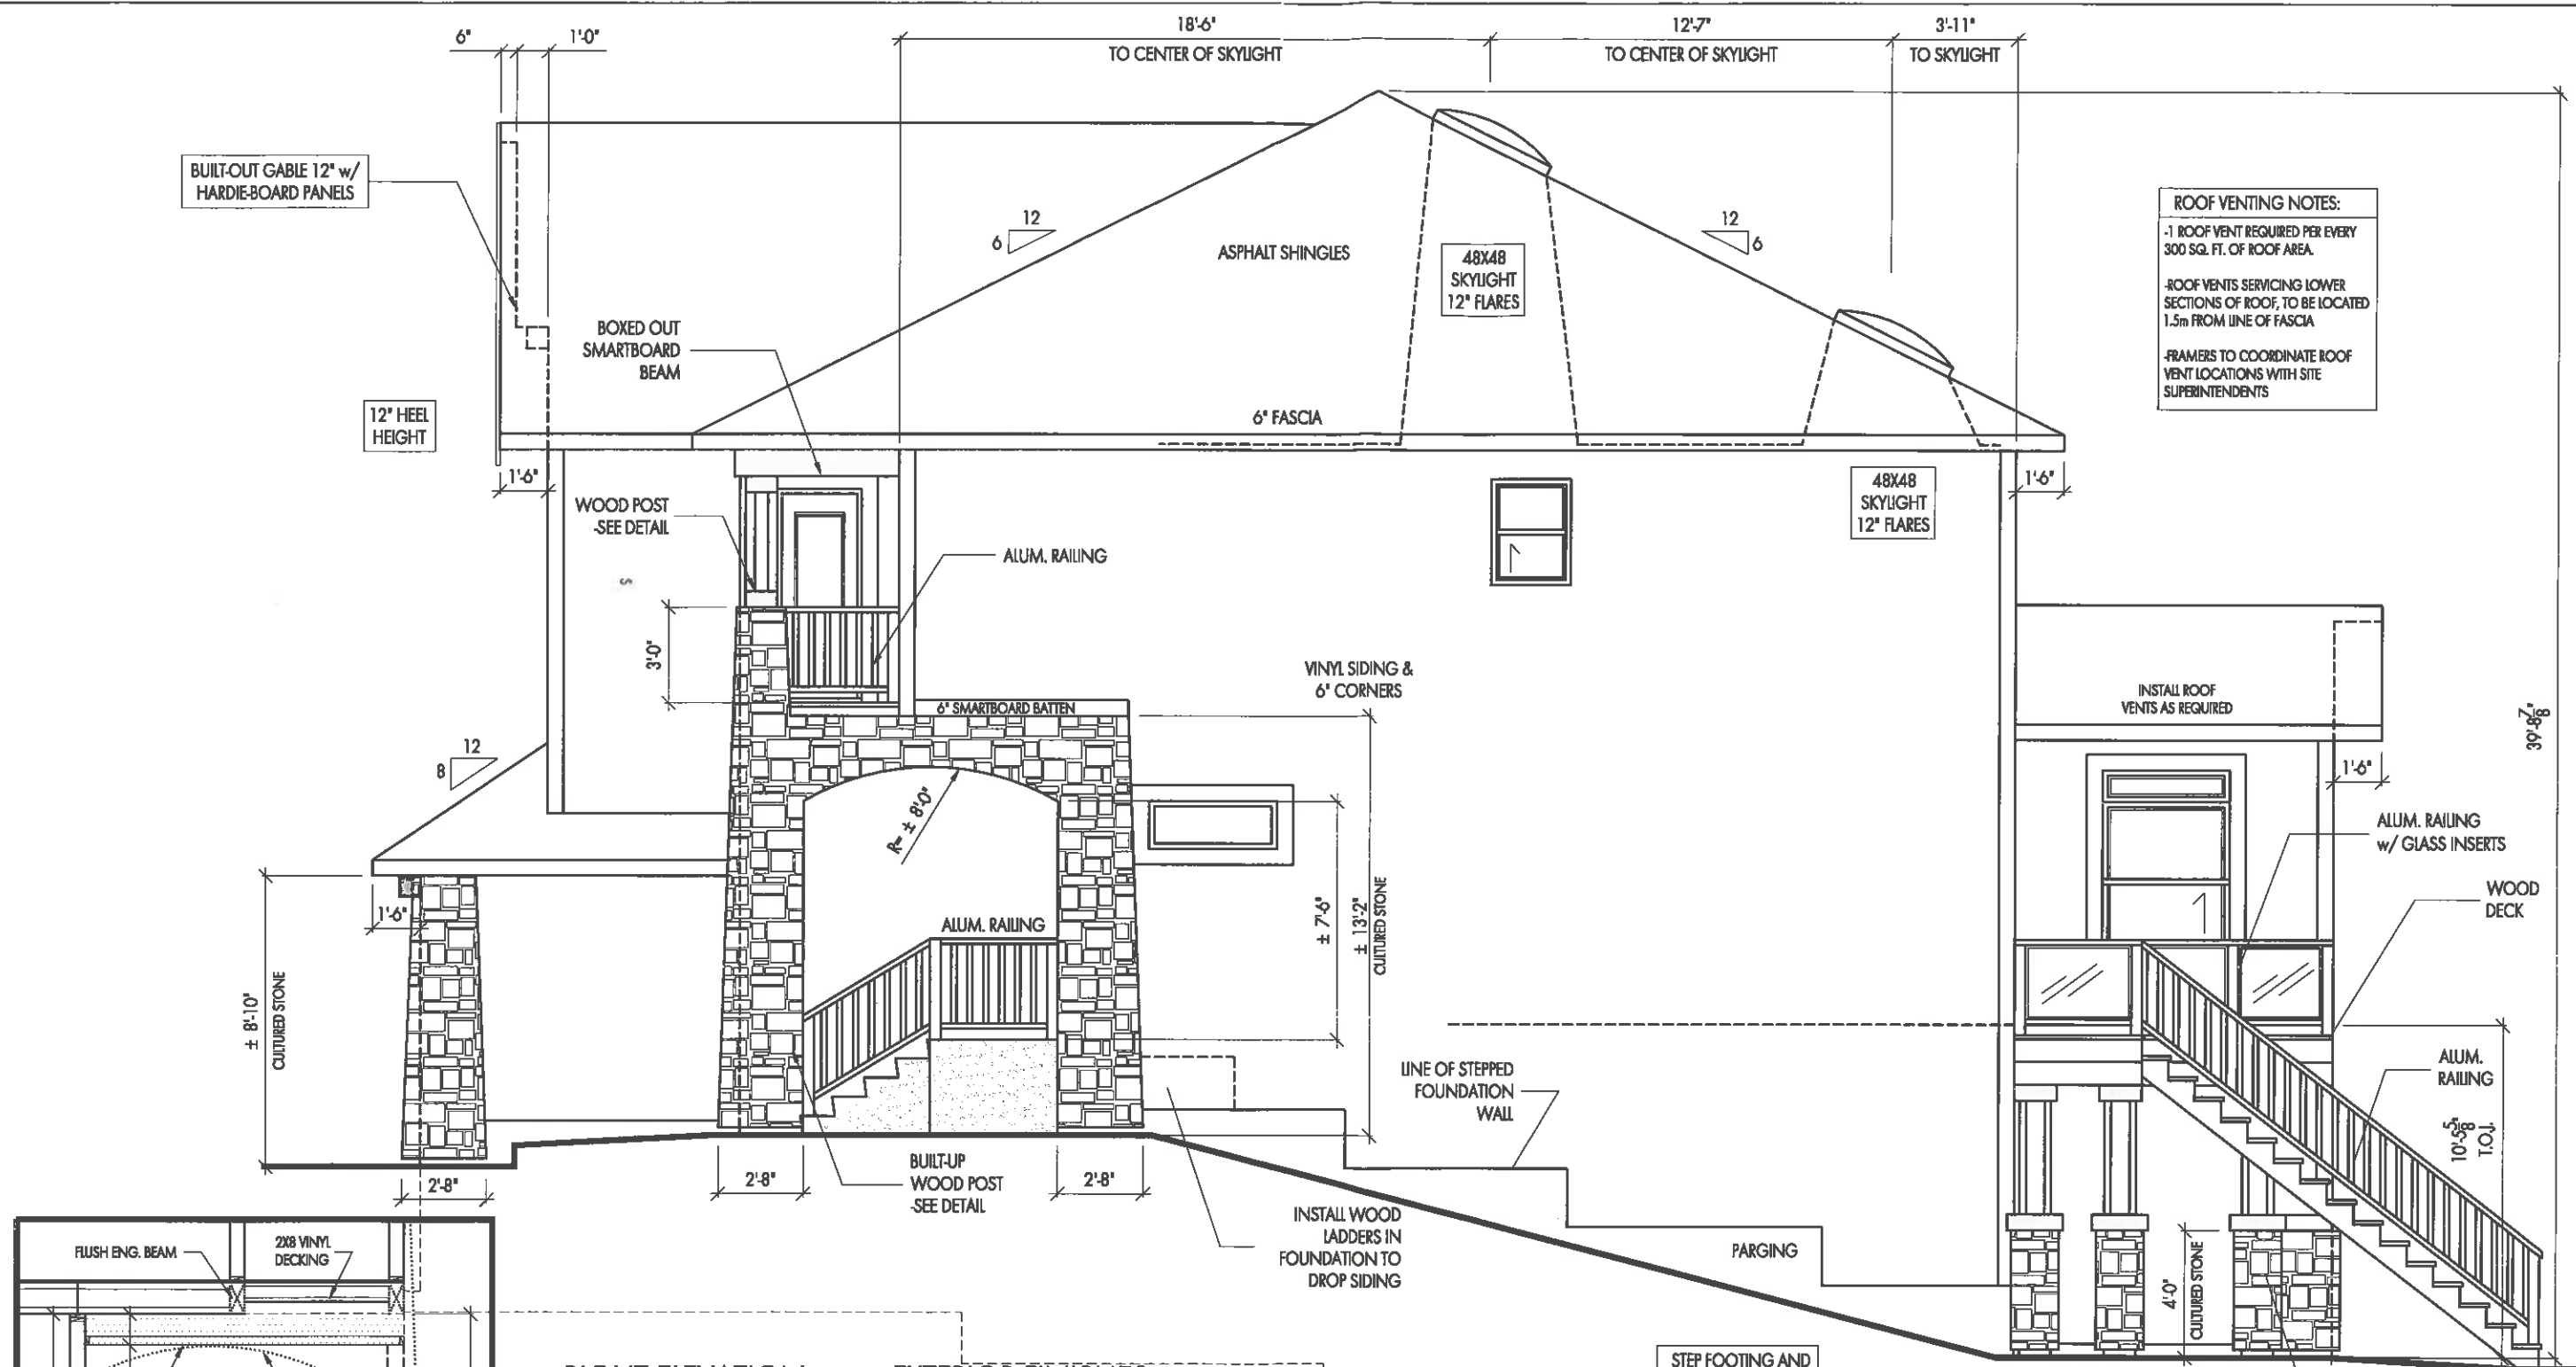 6"
1'-0"
18'-6"
TO CENTER OF SKYLIGHT
12'-7"
TO CENTER OF SKYLIGHT
3'-11"
TO SKYLIGHT
BUILT-OUT GABLE 12" w/
HARDIE-BOARD PANELS
12
6
ASPHALT SHINGLES
48X48
SKYLIGHT
12" FLARES
12
6
ROOF VENTING NOTES:
-1 ROOF VENT REQUIRED PER EVERY
300 SQ. FT. OF ROOF AREA.
-ROOF VENTS SERVICING LOWER
SECTIONS OF ROOF, TO BE LOCATED
1.5m FROM LINE OF FASCIA
-FRAMERS TO COORDINATE ROOF
VENT LOCATIONS WITH SITE
SUPERINTENDENTS
BOXED OUT
SMARTBOARD
BEAM
12" HEEL
HEIGHT
6" FASCIA
1'-6"
WOOD POST
-SEE DETAIL
ALUM. RAILING
48X48
SKYLIGHT
12" FLARES
1'-6"
3'-0"
VINYL SIDING &
6" CORNERS
6" SMARTBOARD BATTEN
INSTALL ROOF
VENTS AS REQUIRED
39'-8 7/8"
12
8
1'-6"
R= ± 8'-0"
ALUM. RAILING
w/ GLASS INSERTS
WOOD
DECK
1'-6"
ALUM. RAILING
± 7'-6"
± 13'-2"
CULTURED STONE
± 8'-10"
CULTURED STONE
LINE OF STEPPED
FOUNDATION
WALL
ALUM.
RAILING
10'-5 5/8"
T.O.J.
2'-8"
2'-8"
BUILT-UP
WOOD POST
-SEE DETAIL
2'-8"
INSTALL WOOD
LADDERS IN
FOUNDATION TO
DROP SIDING
PARGING
4'-0"
CULTURED STONE
FLUSH ENG. BEAM
2X8 VINYL
DECKING
STEP FOOTING AND